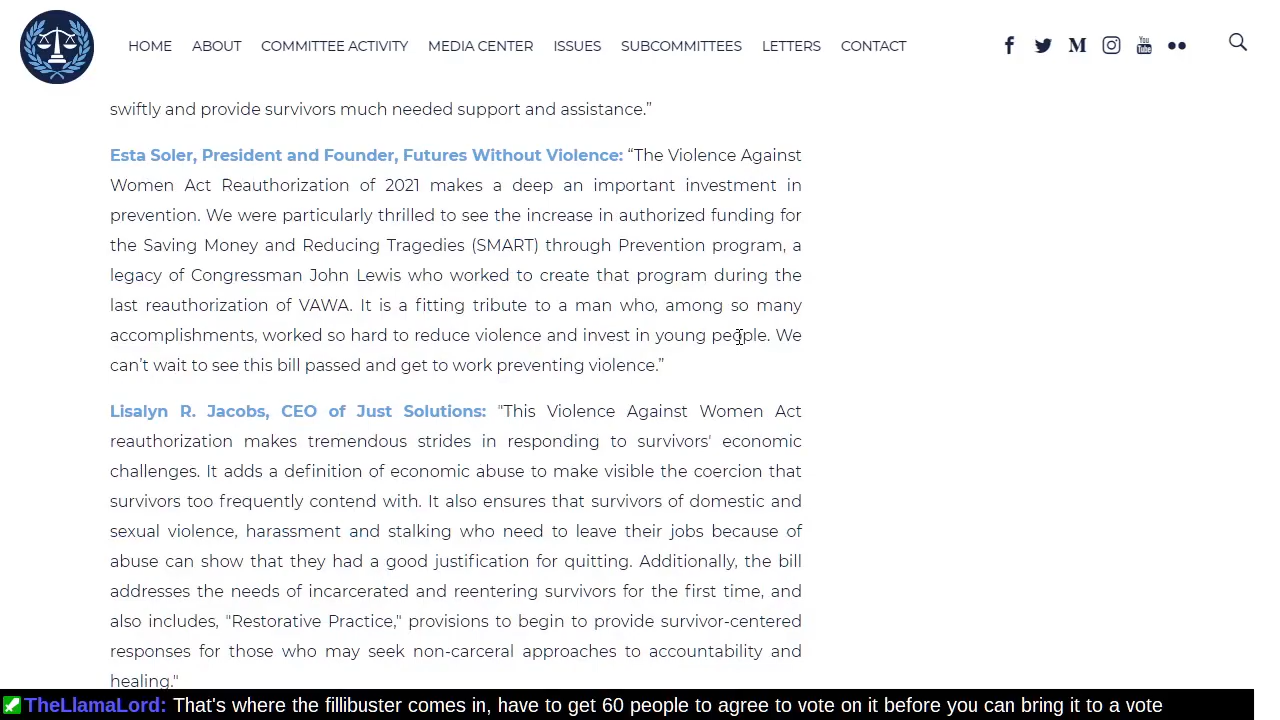 HOME ABOUT COMMITTEE ACTIVITY MEDIA CENTER ISSUES SUBCOMMITTEES LETTERS CONTACT
You Tube
swiftly and provide survivors much needed support and assistance.”
Esta Soler, President and Founder, Futures Without Violence: “The Violence Against
Women Act Reauthorization of 2021 makes a deep an important investment in
prevention. We were particularly thrilled to see the increase in authorized funding for
the Saving Money and Reducing Tragedies (SMART) through Prevention program, a
legacy of Congressman John Lewis who worked to create that program during the
last reauthorization of VAWA. It is a fitting tribute to a man who, among so many
accomplishments, worked so hard to reduce violence and invest in young people. We
can’t wait to see this bill passed and get to work preventing violence.”
Lisalyn R. Jacobs, CEO of Just Solutions: "This Violence Against Women Act
reauthorization makes tremendous strides in responding to survivors' economic
challenges. It adds a definition of economic abuse to make visible the coercion that
survivors too frequently contend with. It also ensures that survivors of domestic and
sexual violence, harassment and stalking who need to leave their jobs because of
abuse can show that they had a good justification for quitting. Additionally, the bill
addresses the needs of incarcerated and reentering survivors for the first time, and
also includes, "Restorative Practice," provisions to begin to provide survivor-centered
responses for those who may seek non-carceral approaches to accountability and
healing."
TheLlamaLord: That's where the fillibuster comes in, have to get 60 people to agree to vote on it before you can bring it to a vote